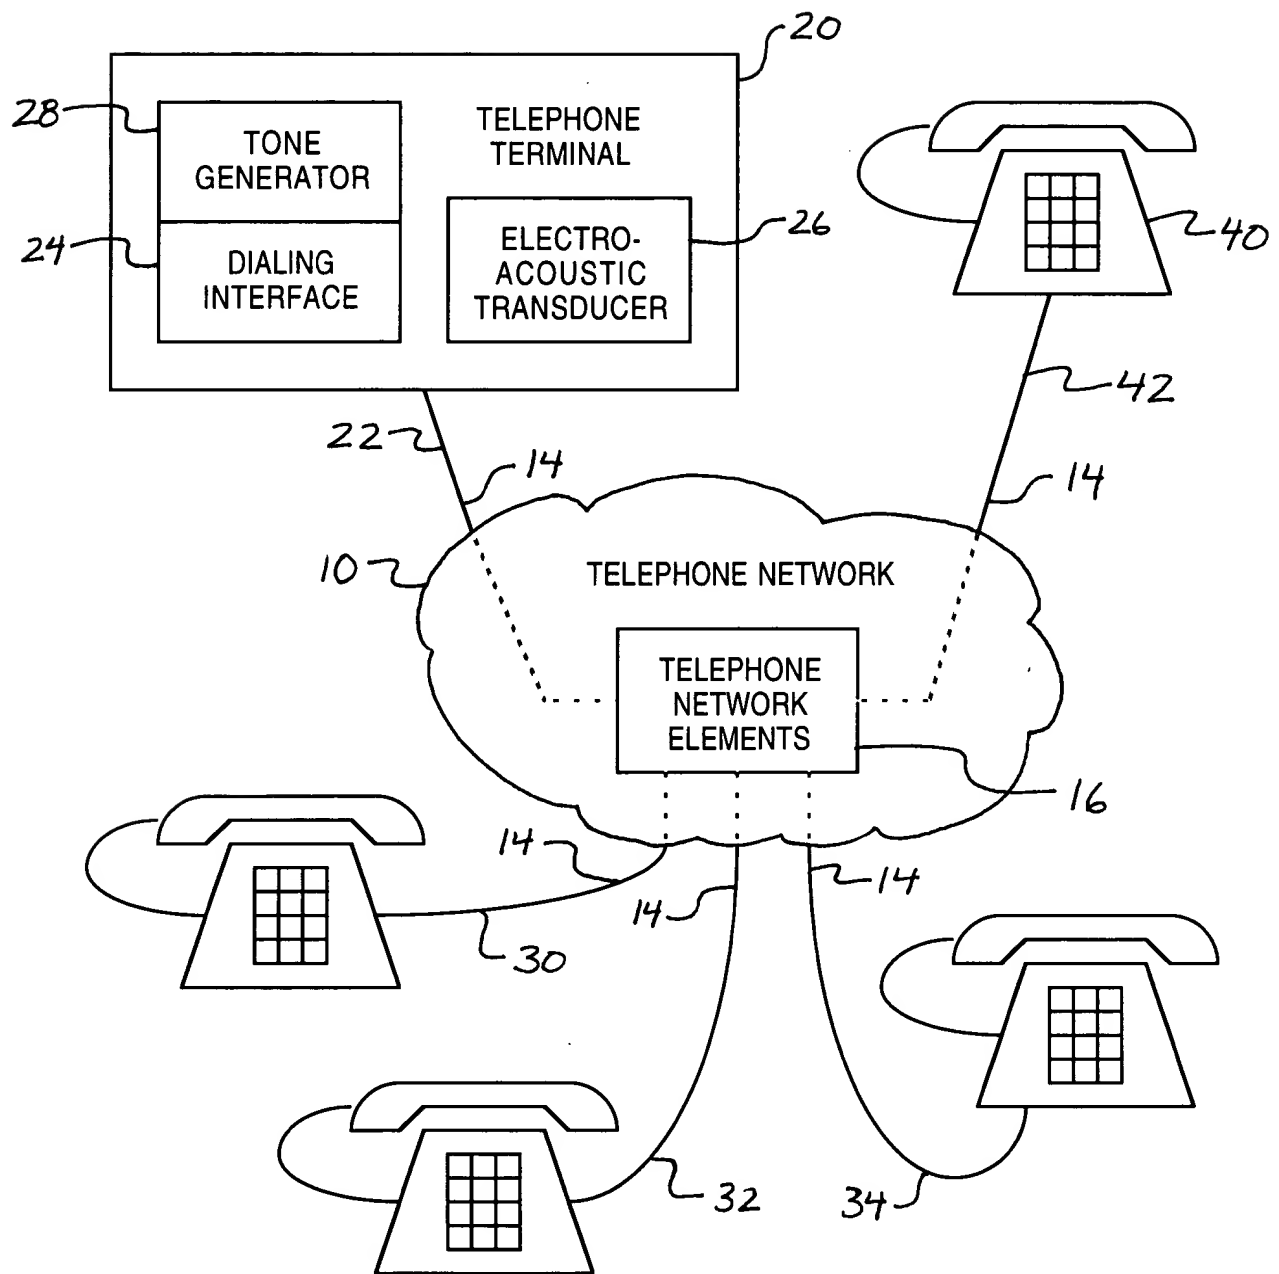 20
28
TONE
GENERATOR
TELEPHONE
TERMINAL
24
DIALING
INTERFACE
ELECTRO-
ACOUSTIC
TRANSDUCER
26
40
42
22
14
14
10
TELEPHONE NETWORK
TELEPHONE
NETWORK
ELEMENTS
16
14
14
14
30
32
34